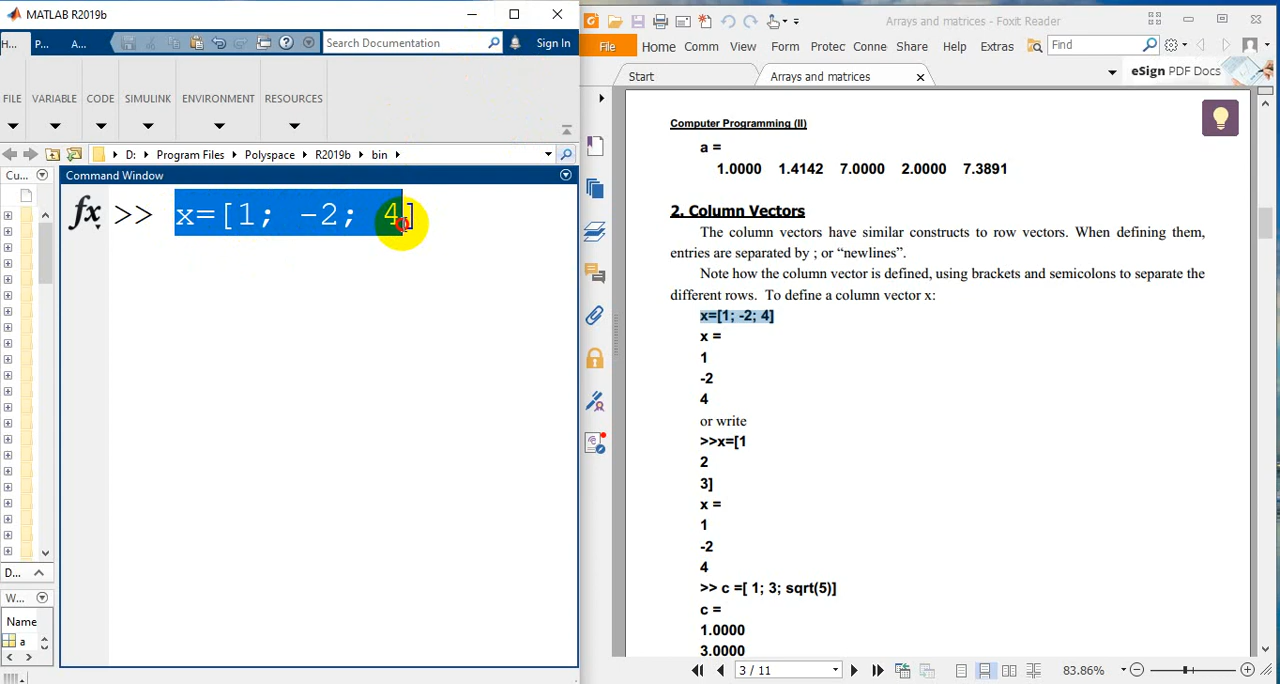 MATLAB R2019b
H... P... A... Search Documentation Sign In
FILE VARIABLE CODE SIMULINK ENVIRONMENT RESOURCES
D: Program Files Polyspace R2019b bin
Cu... Command Window
fx >> x=[1; -2; 4]
D...
W...
Name
a
Arrays and matrices - Foxit Reader
File Home Comm View Form Protec Conne Share Help Extras Find
Start Arrays and matrices eSign PDF Docs
Computer Programming (II)
a =
1.0000 1.4142 7.0000 2.0000 7.3891
2. Column Vectors
The column vectors have similar constructs to row vectors. When defining them,
entries are separated by ; or “newlines”.
Note how the column vector is defined, using brackets and semicolons to separate the
different rows. To define a column vector x:
x=[1; -2; 4]
x =
1
-2
4
or write
>>x=[1
2
3]
x =
1
-2
4
>> c =[ 1; 3; sqrt(5)]
c =
1.0000
3.0000
3 / 11 83.86%